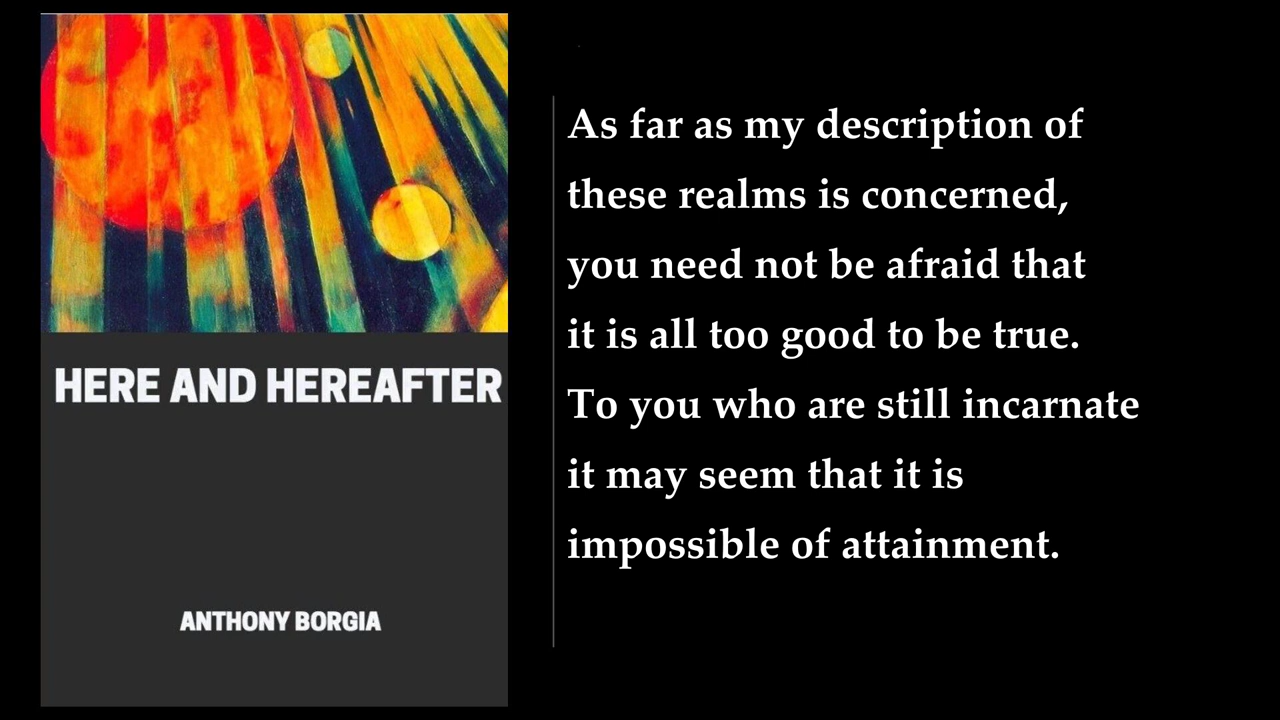 HERE AND HEREAFTER
ANTHONY BORGIA
As far as my description of
these realms is concerned,
you need not be afraid that
it is all too good to be true.
To you who are still incarnate
it may seem that it is
impossible of attainment.